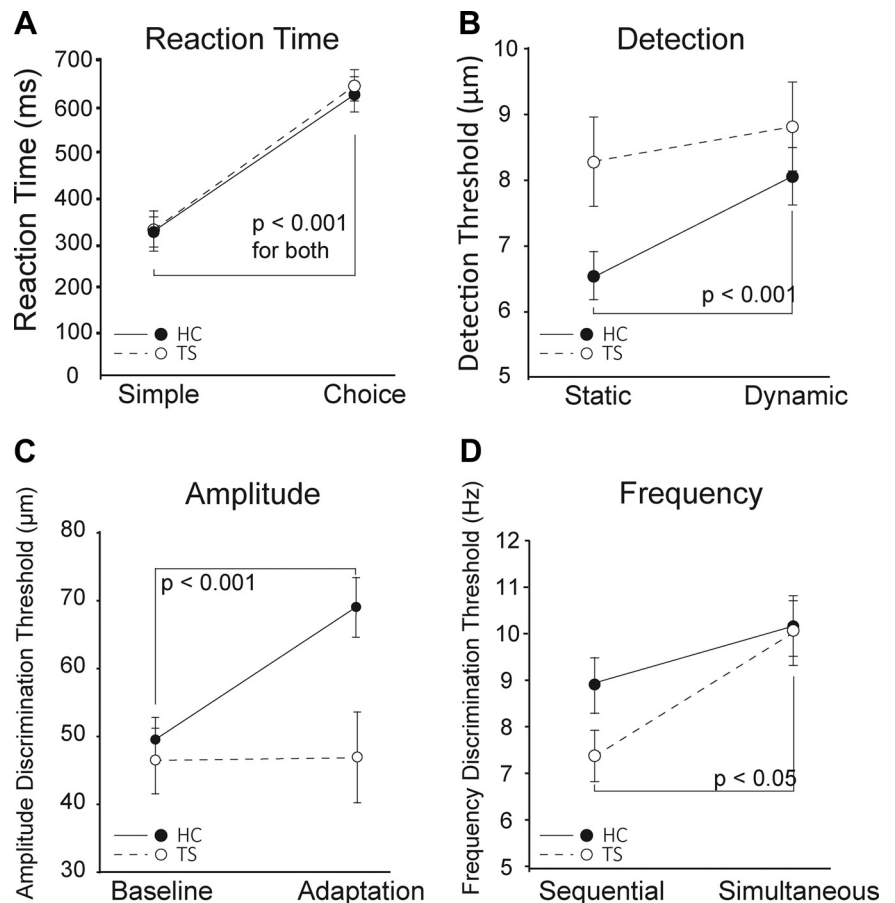 A
Reaction Time
Reaction Time (ms)
700
600
500
400
300
200
100
0
p < 0.001
for both
HC
TS
Simple
Choice
B
Detection
Detection Threshold (µm)
10
9
8
7
6
5
p < 0.001
HC
TS
Static
Dynamic
C
Amplitude
Amplitude Discrimination Threshold (µm)
80
70
60
50
40
30
p < 0.001
HC
TS
Baseline
Adaptation
D
Frequency
Frequency Discrimination Threshold (Hz)
12
11
10
9
8
7
6
5
p < 0.05
HC
TS
Sequential
Simultaneous